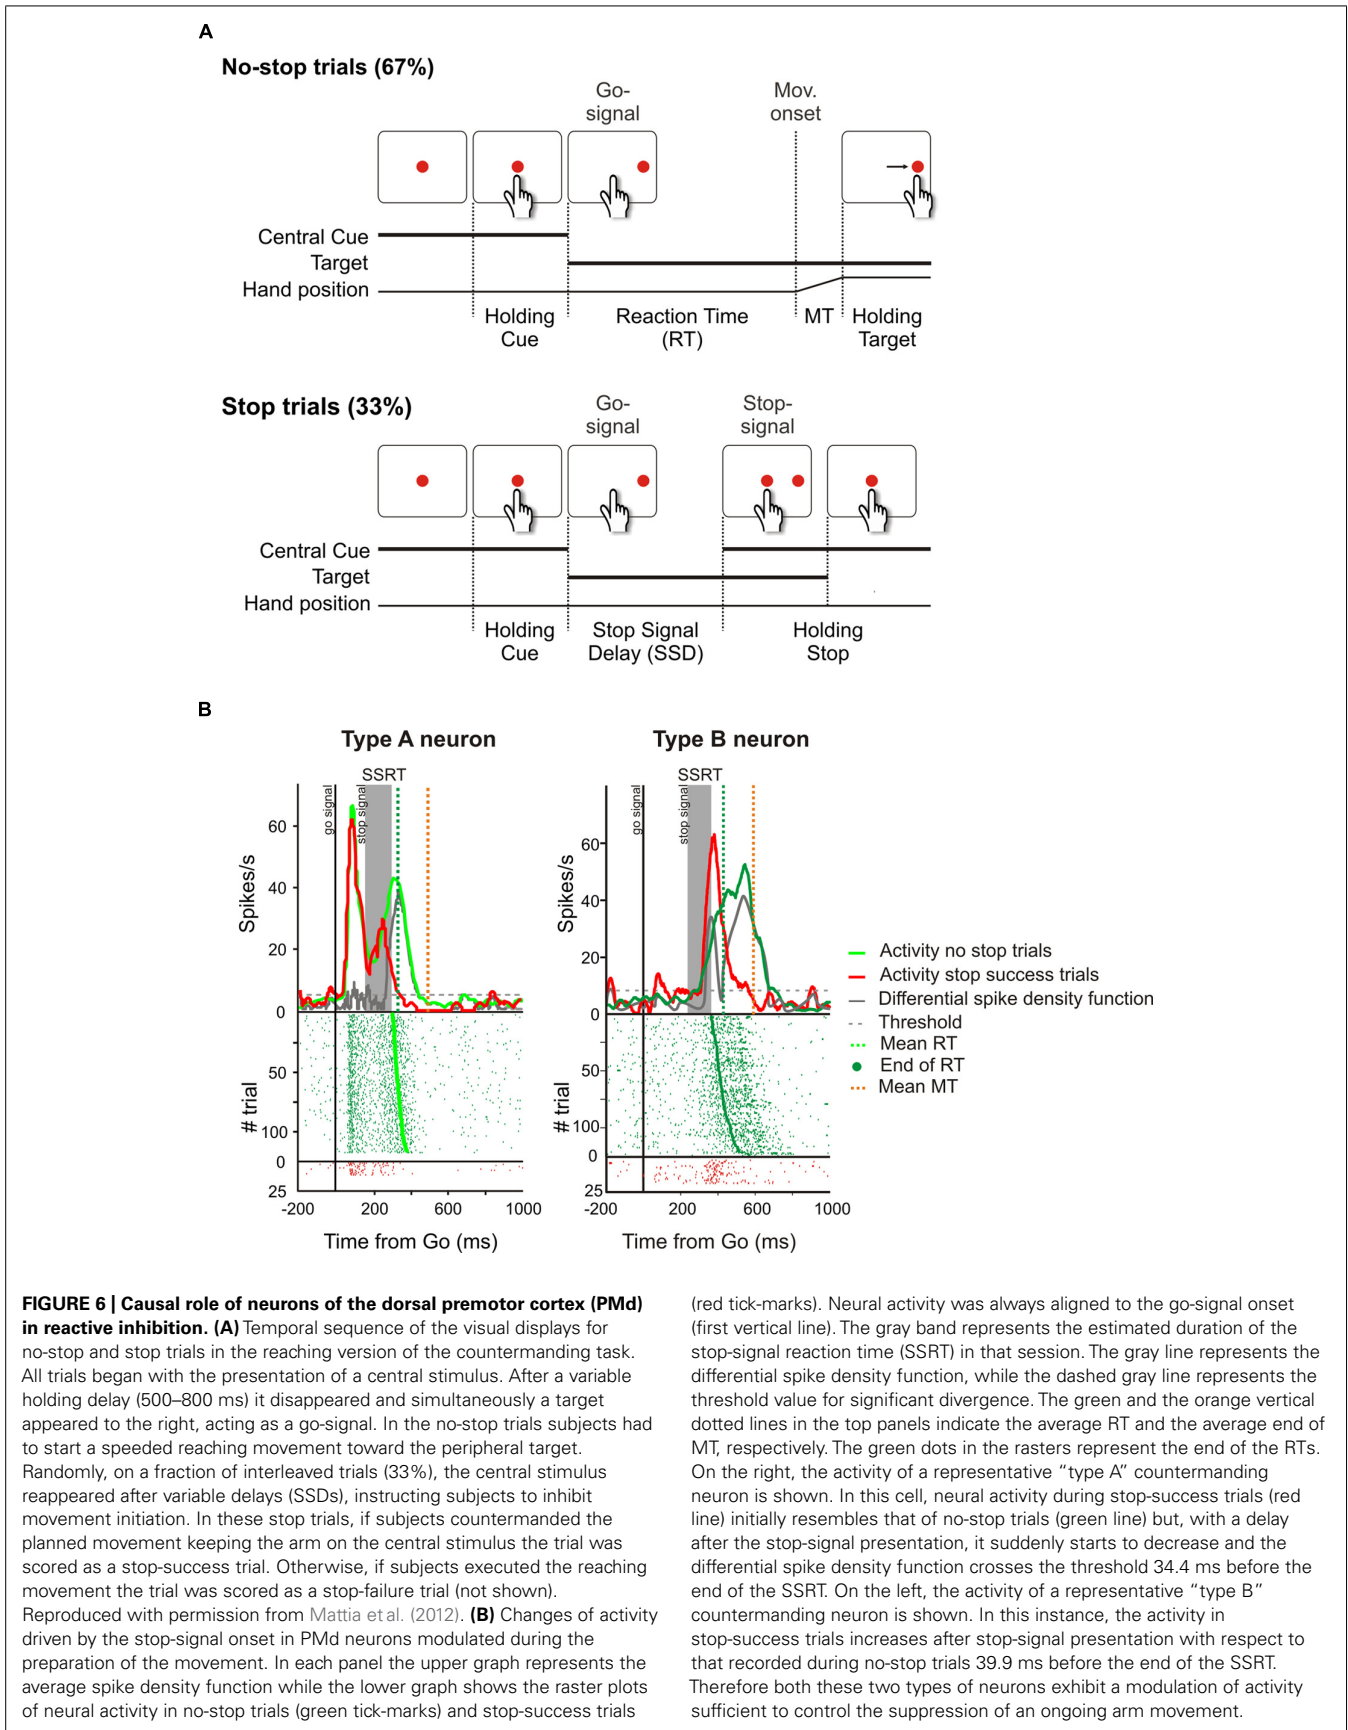 A
No-stop trials (67%)
Go-
signal
Mov.
onset
Central Cue
Target
Hand position
Holding
Cue
Reaction Time
(RT)
MT
Holding
Target
Stop trials (33%)
Go-
signal
Stop-
signal
Central Cue
Target
Hand position
Holding
Cue
Stop Signal
Delay (SSD)
Holding
Stop
B
Type A neuron
SSRT
go signal
stop signal
Spikes/s
60
40
20
0
# trial
50
100
0
25
-200
200
600
1000
Time from Go (ms)
Type B neuron
SSRT
go signal
stop signal
Spikes/s
60
40
20
0
# trial
50
100
0
25
-200
200
600
1000
Time from Go (ms)
Activity no stop trials
Activity stop success trials
Differential spike density function
Threshold
Mean RT
End of RT
Mean MT
FIGURE 6 | Causal role of neurons of the dorsal premotor cortex (PMd)
in reactive inhibition. (A) Temporal sequence of the visual displays for
no-stop and stop trials in the reaching version of the countermanding task.
All trials began with the presentation of a central stimulus. After a variable
holding delay (500–800 ms) it disappeared and simultaneously a target
appeared to the right, acting as a go-signal. In the no-stop trials subjects had
to start a speeded reaching movement toward the peripheral target.
Randomly, on a fraction of interleaved trials (33%), the central stimulus
reappeared after variable delays (SSDs), instructing subjects to inhibit
movement initiation. In these stop trials, if subjects countermanded the
planned movement keeping the arm on the central stimulus the trial was
scored as a stop-success trial. Otherwise, if subjects executed the reaching
movement the trial was scored as a stop-failure trial (not shown).
Reproduced with permission from Mattia et al. (2012). (B) Changes of activity
driven by the stop-signal onset in PMd neurons modulated during the
preparation of the movement. In each panel the upper graph represents the
average spike density function while the lower graph shows the raster plots
of neural activity in no-stop trials (green tick-marks) and stop-success trials
(red tick-marks). Neural activity was always aligned to the go-signal onset
(first vertical line). The gray band represents the estimated duration of the
stop-signal reaction time (SSRT) in that session. The gray line represents the
differential spike density function, while the dashed gray line represents the
threshold value for significant divergence. The green and the orange vertical
dotted lines in the top panels indicate the average RT and the average end of
MT, respectively. The green dots in the rasters represent the end of the RTs.
On the right, the activity of a representative “type A” countermanding
neuron is shown. In this cell, neural activity during stop-success trials (red
line) initially resembles that of no-stop trials (green line) but, with a delay
after the stop-signal presentation, it suddenly starts to decrease and the
differential spike density function crosses the threshold 34.4 ms before the
end of the SSRT. On the left, the activity of a representative “type B”
countermanding neuron is shown. In this instance, the activity in
stop-success trials increases after stop-signal presentation with respect to
that recorded during no-stop trials 39.9 ms before the end of the SSRT.
Therefore both these two types of neurons exhibit a modulation of activity
sufficient to control the suppression of an ongoing arm movement.